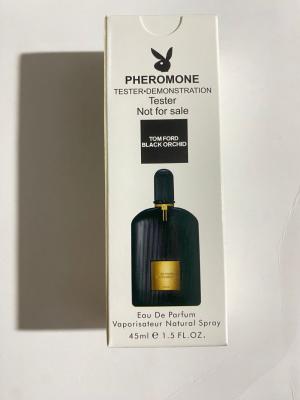 PHEROMONE
TESTER•DEMONSTRATION
Tester
Not for sale
TOM FORD
BLACK ORCHID
Eau De Parfum
Vaporisateur Natural Spray
45ml ℮ 1.5 FL.OZ.